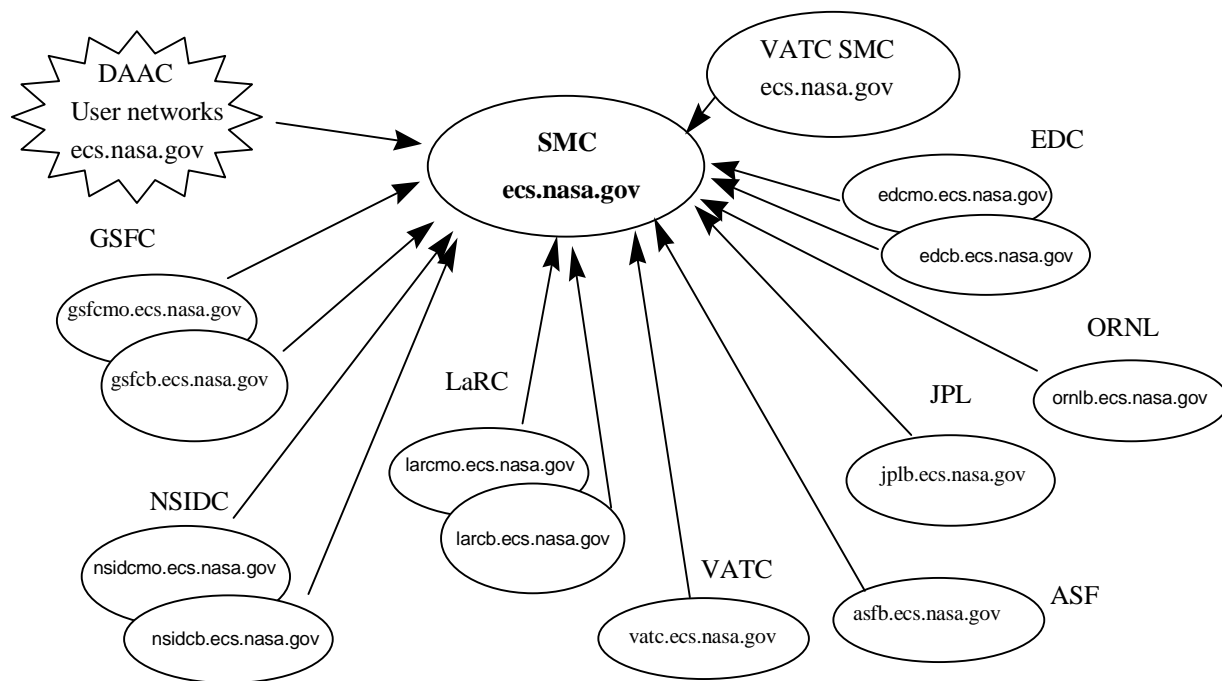 DAAC
User networks
ecs.nasa.gov
VATC SMC
ecs.nasa.gov
SMC
ecs.nasa.gov
EDC
edcmo.ecs.nasa.gov
edcb.ecs.nasa.gov
GSFC
gsfcmo.ecs.nasa.gov
gsfcb.ecs.nasa.gov
ORNL
ornlb.ecs.nasa.gov
LaRC
larcmo.ecs.nasa.gov
larcb.ecs.nasa.gov
JPL
jplb.ecs.nasa.gov
NSIDC
nsidcmo.ecs.nasa.gov
nsidcb.ecs.nasa.gov
VATC
vatc.ecs.nasa.gov
ASF
asfb.ecs.nasa.gov